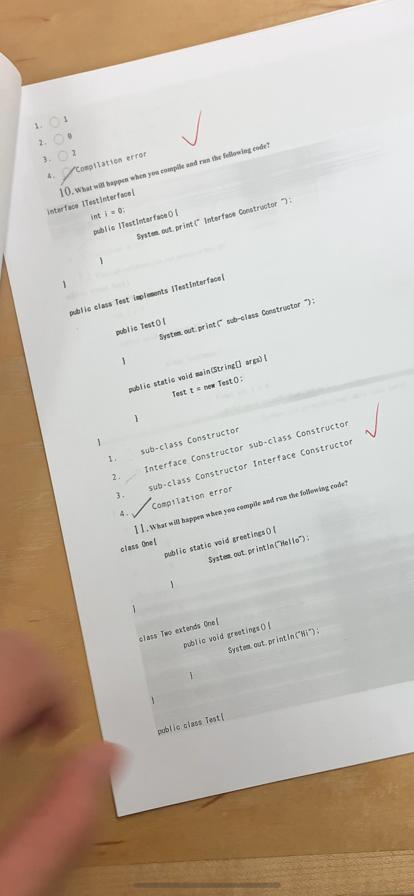 1. 1
2. 0
3. 2
4. Compilation error
10. What will happen when you compile and run the following code?
interface ITestInterface{
int i = 0;
public ITestInterface(){
System.out.print(" Interface Constructor ");
}
}
public class Test implements ITestInterface{
public Test(){
System.out.print(" sub-class Constructor ");
}
public static void main(String[] args){
Test t = new Test();
}
}
1. sub-class Constructor
2. Interface Constructor sub-class Constructor
3. sub-class Constructor Interface Constructor
4. Compilation error
11. What will happen when you compile and run the following code?
class One{
public static void greetings(){
System.out.println("Hello");
}
}
class Two extends One{
public void greetings(){
System.out.println("Hi");
}
}
public class Test{